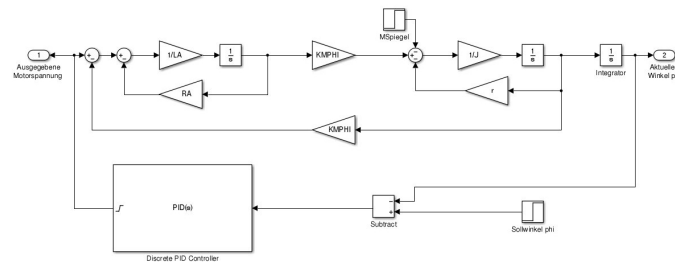 MSpiegel
1
Ausgegebene
Motorspannung
1/LA
1
s
KMPHI
1/J
1
s
1
s
Integrator
2
Aktuelle
Winkel p
RA
r
KMPHI
PID(s)
Discrete PID Controller
Subtract
Sollwinkel phi